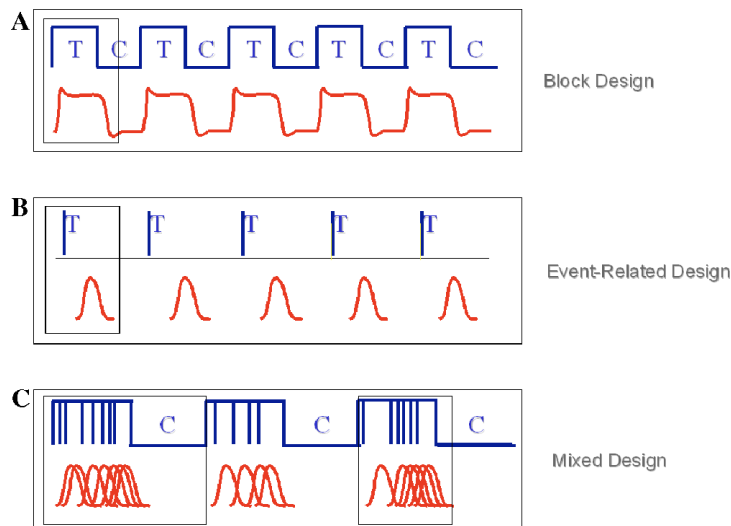 A
T C T C T C T C T C
Block Design
B
T T T T T
Event-Related Design
C
C C C
Mixed Design